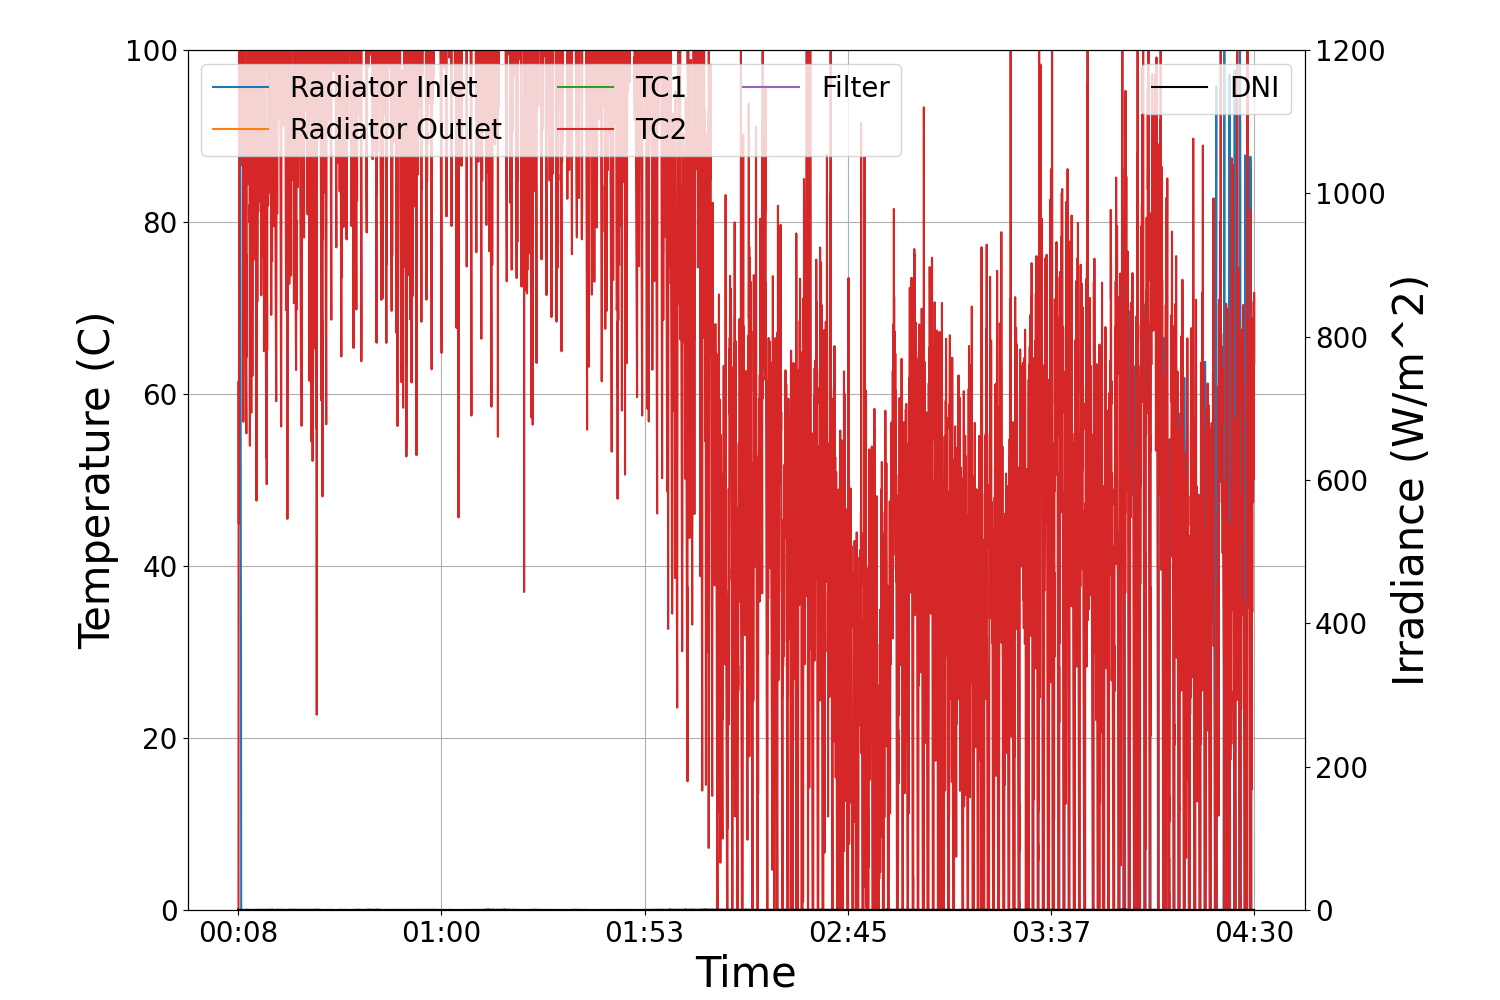 Radiator Inlet
Radiator Outlet
TC1
TC2
Filter
DNI
Temperature (C)
100
80
60
40
20
0
1200
1000
800
600
400
200
0
Irradiance (W/m^2)
00:08 01:00 01:53 02:45 03:37 04:30
Time